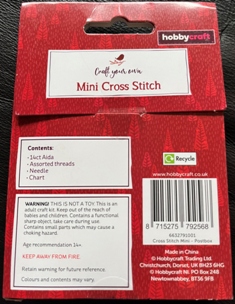 hobbycraft
Craft your own
Mini Cross Stitch
Contents:
- 14ct Aida
- Assorted threads
- Needle
- Chart
Recycle
www.hobbycraft.co.uk
WARNING! THIS IS NOT A TOY. This is an
adult craft kit. Keep out of the reach of
babies and children. Contains a functional
sharp object, take care during use.
Contains small parts which may cause a
choking hazard.
Age recommendation 14+.
KEEP AWAY FROM FIRE.
Retain warning for future reference.
Colours and contents may vary.
8 715275 792568
6632791001
Cross Stitch Mini - Postbox
Made in China
© Hobbycraft Trading Ltd.
Christchurch, Dorset, UK BH23 6HG.
© Hobbycraft NI. PO Box 248
Newtownabbey, BT36 9FB